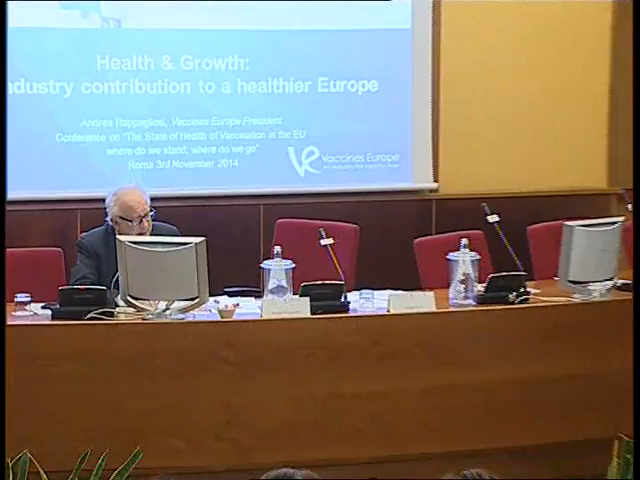 Health & Growth:
ndustry contribution to a healthier Europe
Andrea Rappagliosi, Vaccines Europe President
Conference on "The State of Health of Vaccination in the EU
where do we stand, where do we go"
Roma 3rd November 2014
Vaccines Europe